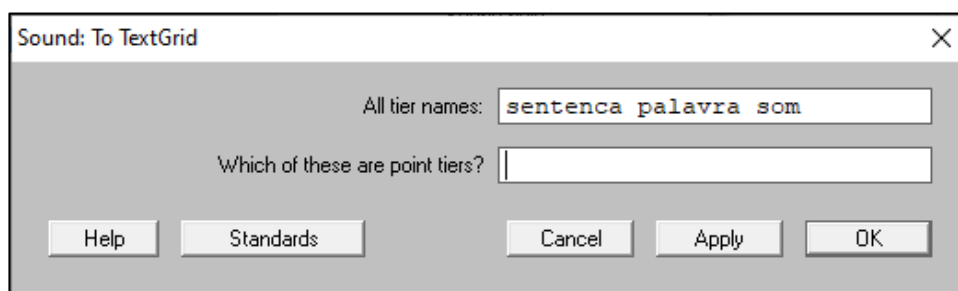 Sound: To TextGrid
All tier names: sentenca palavra som
Which of these are point tiers?
Help Standards Cancel Apply OK